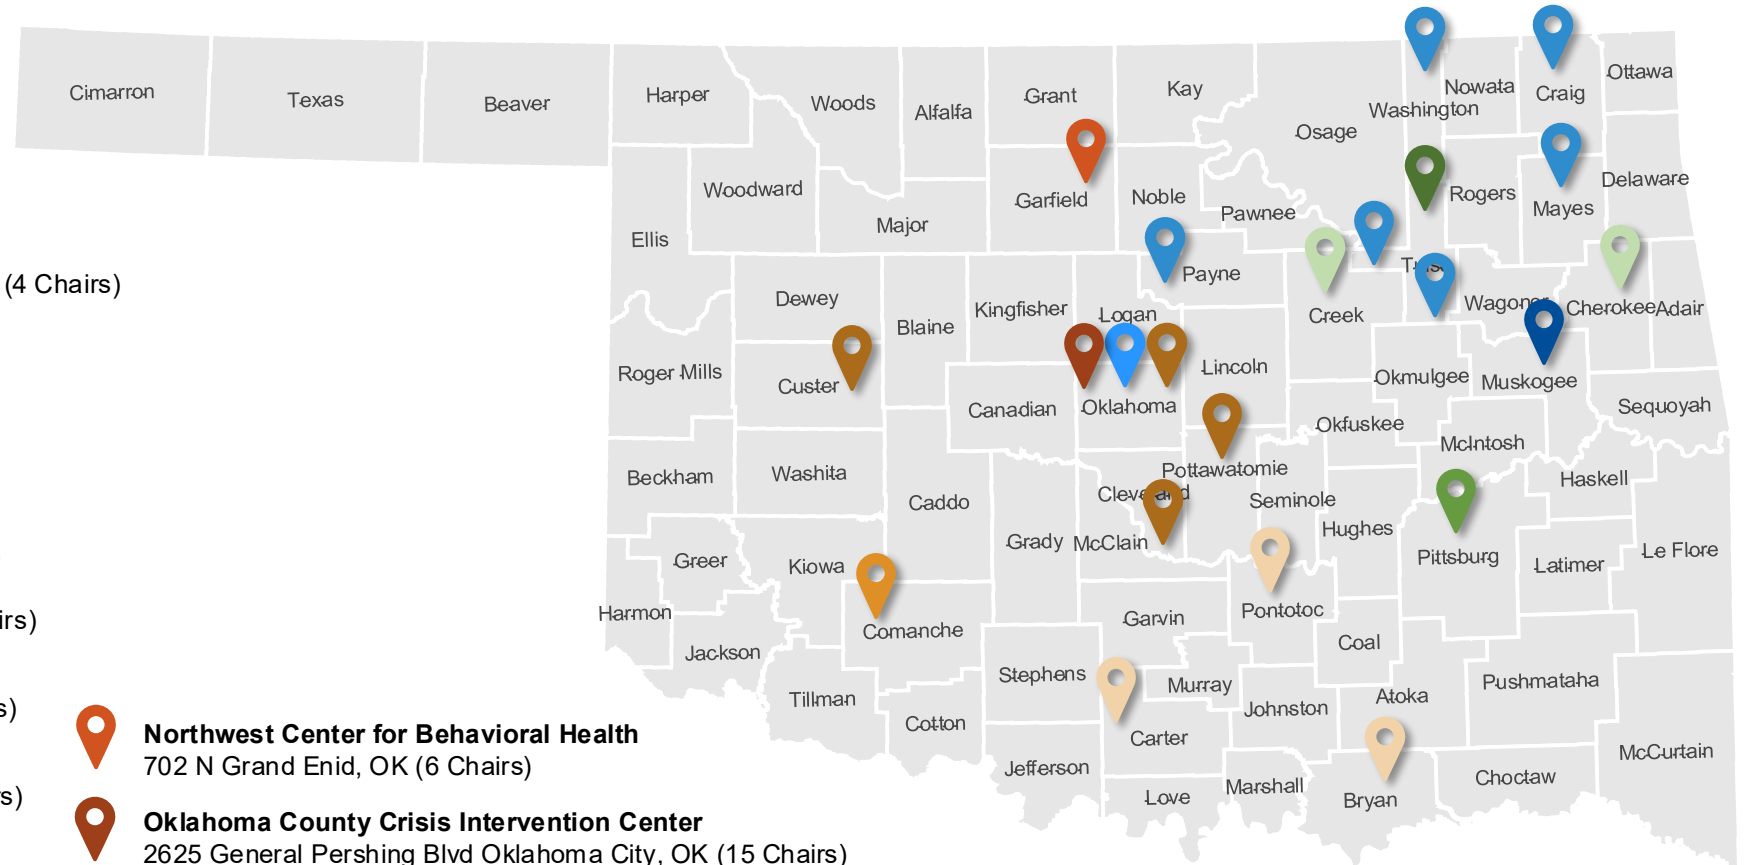 Cimarron
Texas
Beaver
Harper
Woods
Alfalfa
Grant
Kay
Osage
Washington
Nowata
Craig
Ottawa
Woodward
Ellis
Major
Garfield
Noble
Pawnee
Rogers
Mayes
Delaware
(4 Chairs)
Dewey
Blaine
Kingfisher
Logan
Payne
Creek
Wagoner
Cherokee
Adair
Roger Mills
Custer
Canadian
Oklahoma
Lincoln
Okmulgee
Muskogee
Sequoyah
Okfuskee
McIntosh
Beckham
Washita
Caddo
Pottawatomie
Cleveland
Seminole
Haskell
Hughes
Grady
McClain
Pittsburg
Latimer
Le Flore
Greer
Kiowa
Harmon
Jackson
Comanche
Garvin
Pontotoc
Coal
Stephens
Murray
Johnston
Atoka
Pushmataha
Tillman
Cotton
Carter
Jefferson
Love
Marshall
Bryan
Choctaw
McCurtain
irs)
s)
rs)
Northwest Center for Behavioral Health
702 N Grand Enid, OK (6 Chairs)
Oklahoma County Crisis Intervention Center
2625 General Pershing Blvd Oklahoma City, OK (15 Chairs)